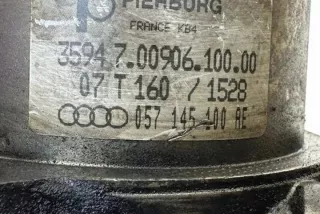 PIERBURG
FRANCE KB4
3594 7.00906.100.00
07 T 160 / 1528
057 145 100 AE